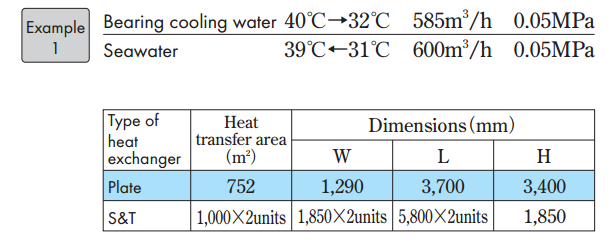 Example 1
Bearing cooling water 40℃→32℃ 585m³/h 0.05MPa
Seawater 39℃←31℃ 600m³/h 0.05MPa
Type of heat exchanger Heat transfer area (m²) Dimensions(mm)
W L H
Plate 752 1,290 3,700 3,400
S&T 1,000×2units 1,850×2units 5,800×2units 1,850